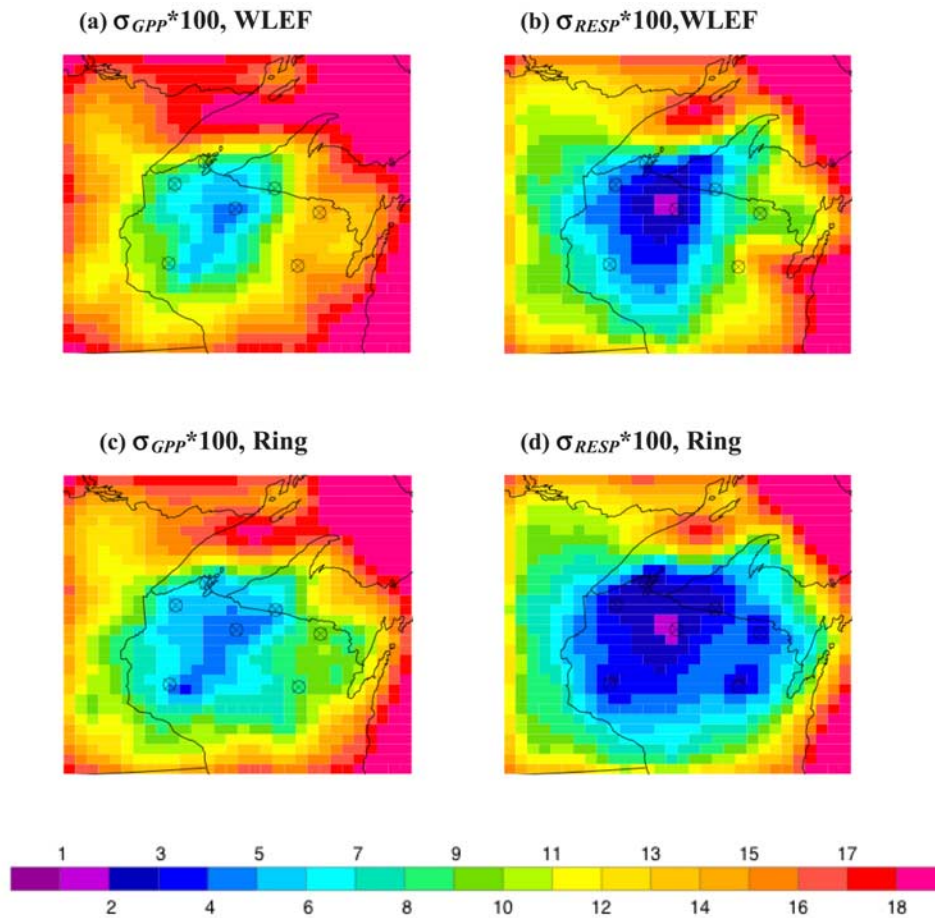 (a) σGPP*100, WLEF
(b) σRESP*100,WLEF
(c) σGPP*100, Ring
(d) σRESP*100, Ring
1 3 5 7 9 11 13 15 17
2 4 6 8 10 12 14 16 18